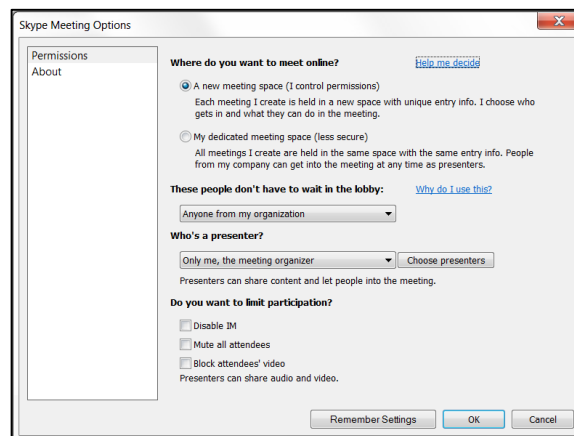 Skype Meeting Options
Permissions
About
Where do you want to meet online?
Help me decide
A new meeting space (I control permissions)
Each meeting I create is held in a new space with unique entry info. I choose who
gets in and what they can do in the meeting.
My dedicated meeting space (less secure)
All meetings I create are held in the same space with the same entry info. People
from my company can get into the meeting at any time as presenters.
These people don't have to wait in the lobby:
Why do I use this?
Anyone from my organization
Who's a presenter?
Only me, the meeting organizer
Choose presenters
Presenters can share content and let people into the meeting.
Do you want to limit participation?
Disable IM
Mute all attendees
Block attendees' video
Presenters can share audio and video.
Remember Settings
OK
Cancel